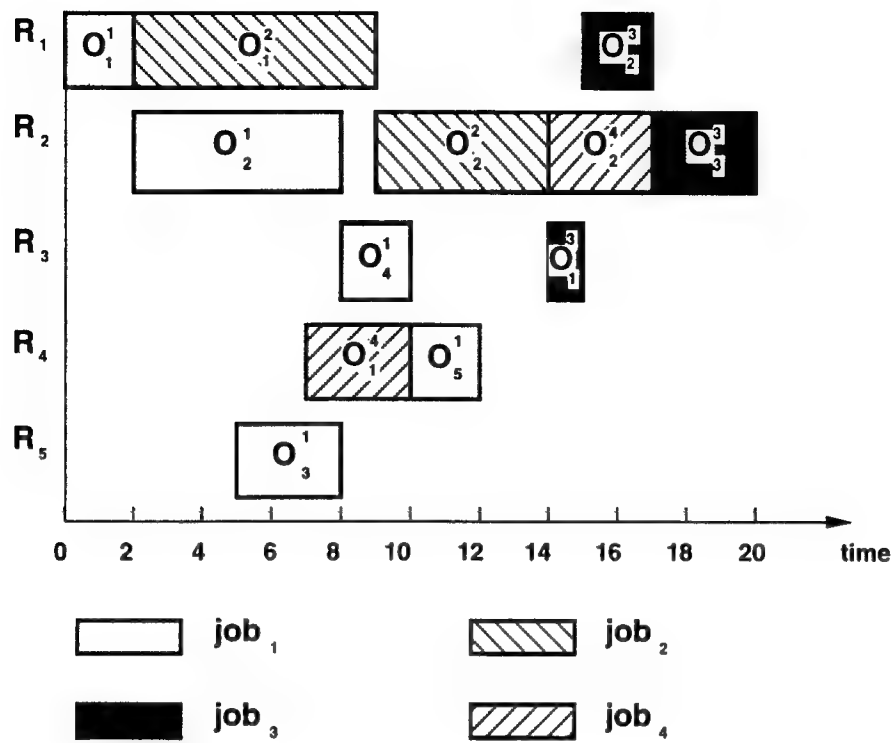 R₁ O¹₁ O²₁ O³₂
R₂ O¹₂ O²₂ O⁴₂ O³₃
R₃ O¹₄ O³₁
R₄ O⁴₁ O¹₅
R₅ O¹₃
0 2 4 6 8 10 12 14 16 18 20 time
job₁ job₂
job₃ job₄